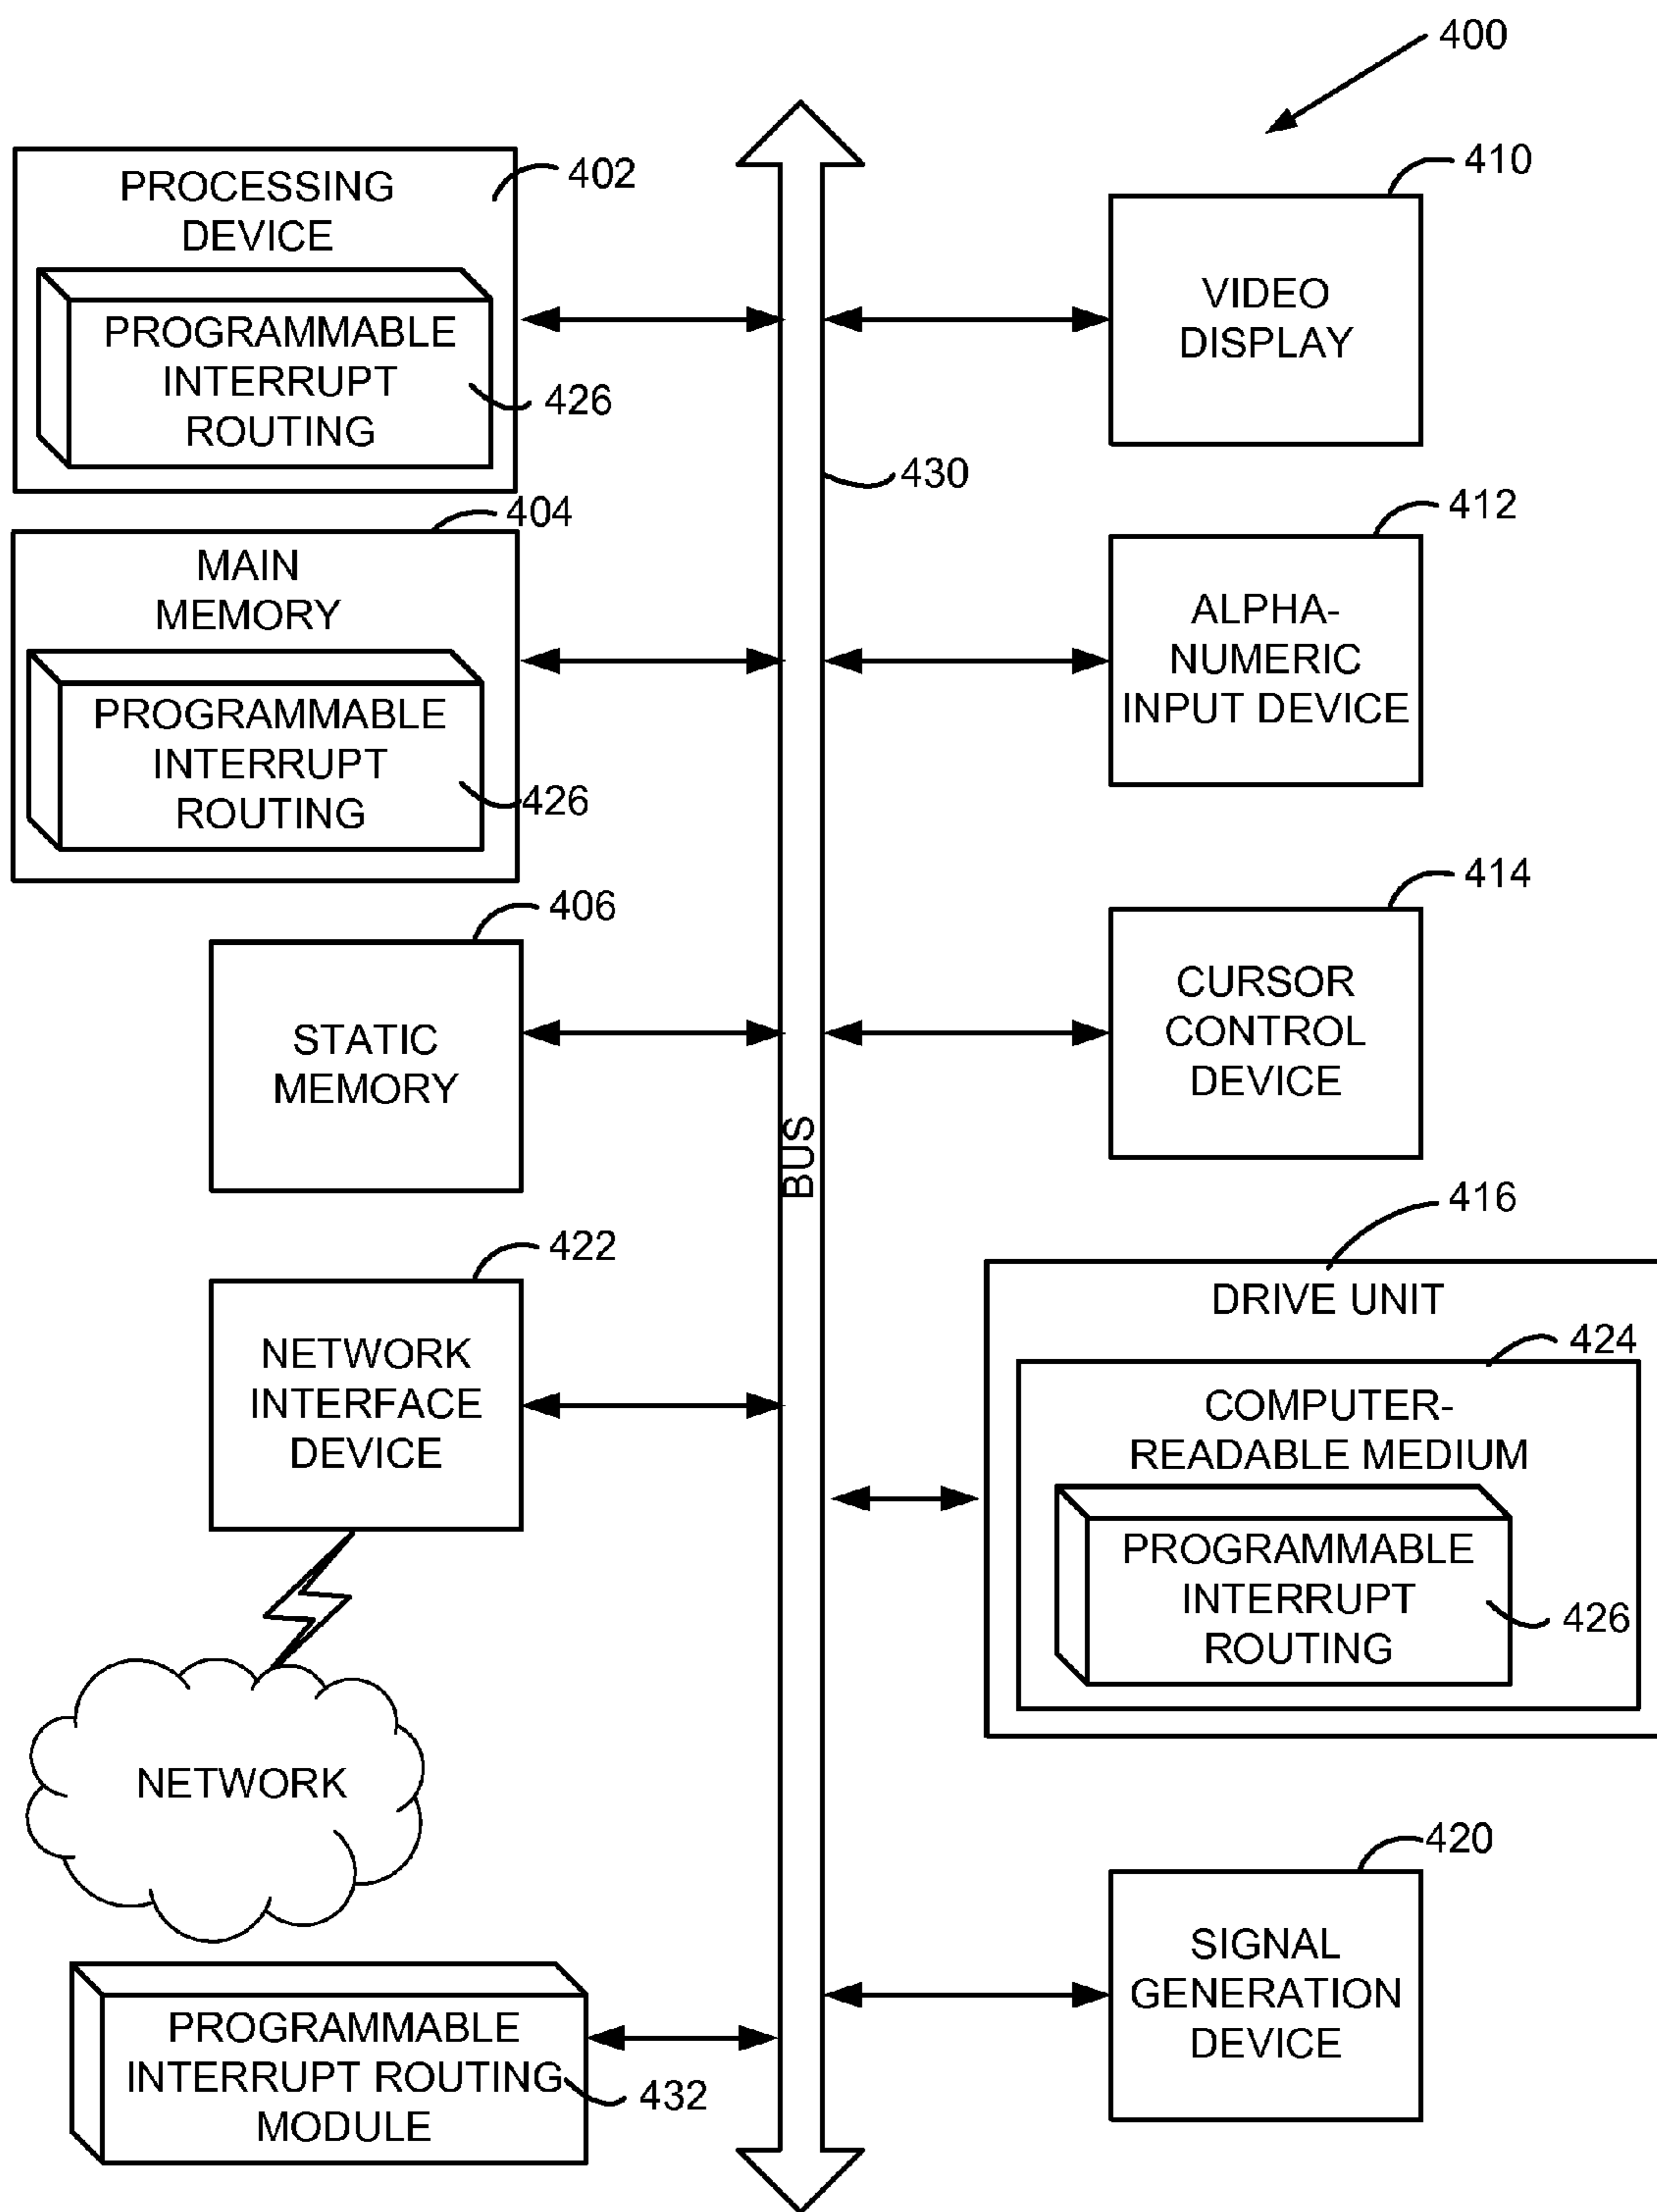 400
PROCESSING
DEVICE
402
PROGRAMMABLE
INTERRUPT
ROUTING
426
404
MAIN
MEMORY
PROGRAMMABLE
INTERRUPT
ROUTING
426
406
STATIC
MEMORY
422
NETWORK
INTERFACE
DEVICE
NETWORK
PROGRAMMABLE
INTERRUPT ROUTING
MODULE
432
430
BUS
410
VIDEO
DISPLAY
412
ALPHA-
NUMERIC
INPUT DEVICE
414
CURSOR
CONTROL
DEVICE
416
DRIVE UNIT
424
COMPUTER-
READABLE MEDIUM
PROGRAMMABLE
INTERRUPT
ROUTING
426
420
SIGNAL
GENERATION
DEVICE